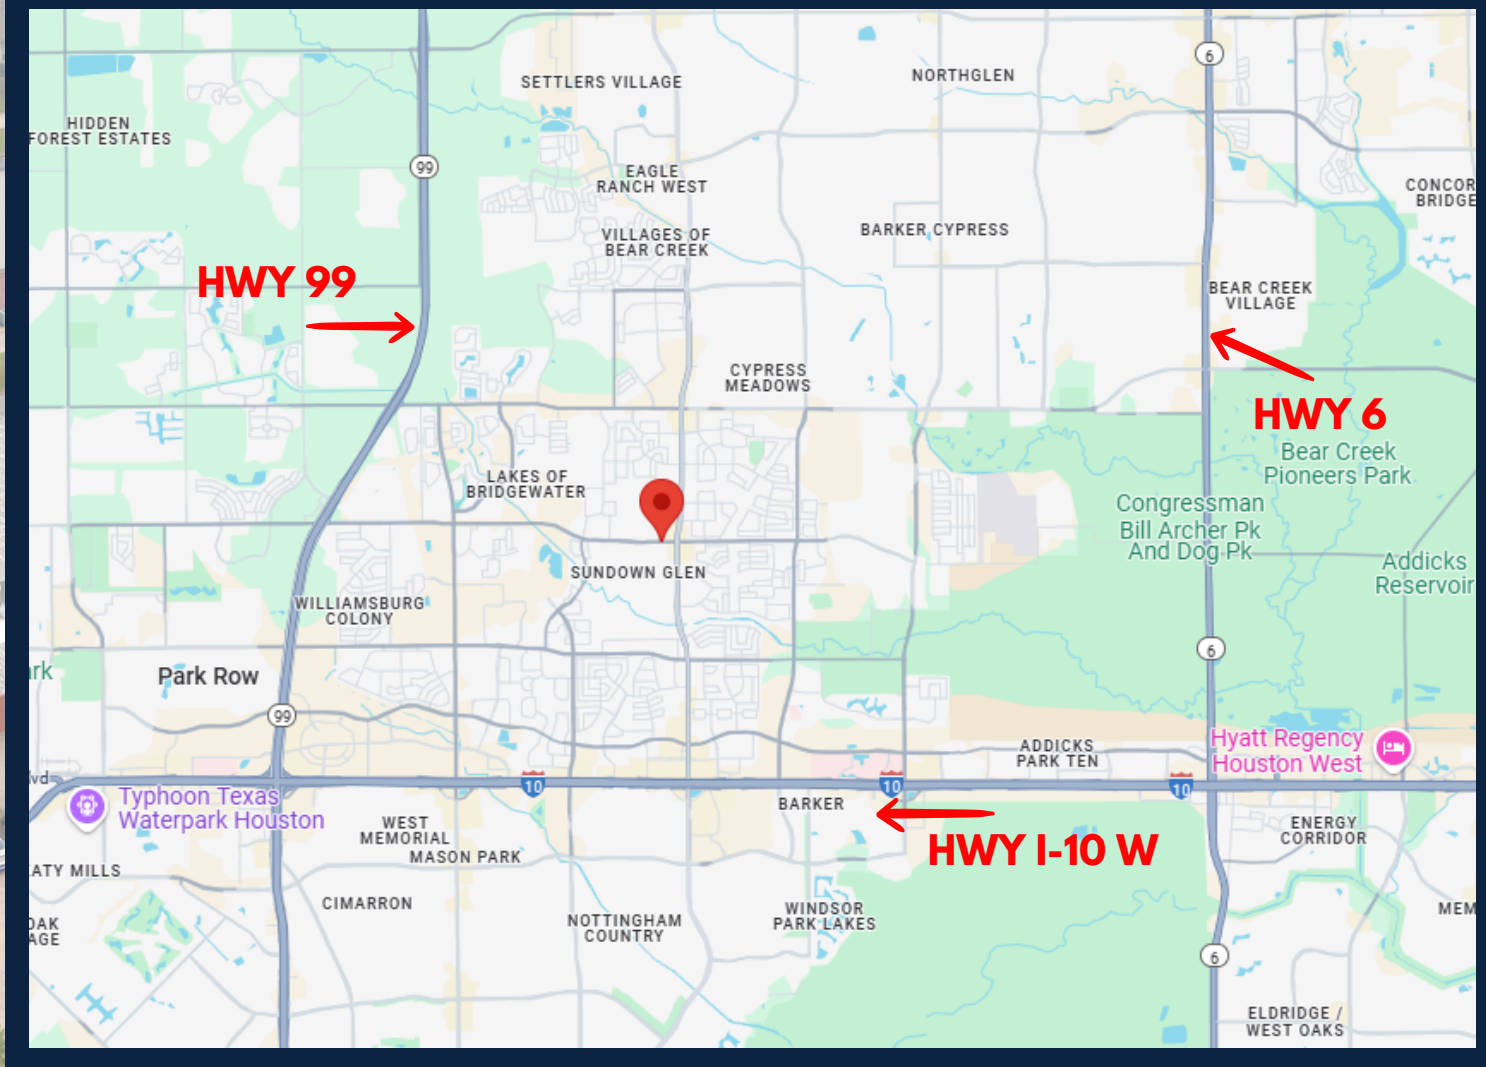 6
SETTLERS VILLAGE
NORTHGLEN
HIDDEN
FOREST ESTATES
99
EAGLE
RANCH WEST
CONCOR
BRIDGE
VILLAGES OF
BEAR CREEK
BARKER CYPRESS
HWY 99
BEAR CREEK
VILLAGE
CYPRESS
MEADOWS
HWY 6
Bear Creek
Pioneers Park
LAKES OF
BRIDGEWATER
Congressman
Bill Archer Pk
And Dog Pk
Addicks
Reservoir
SUNDOWN GLEN
WILLIAMSBURG
COLONY
6
rk
Park Row
99
Hyatt Regency
Houston West
ADDICKS
PARK TEN
vd
10
10
10
Typhoon Texas
Waterpark Houston
BARKER
WEST
MEMORIAL
MASON PARK
HWY I-10 W
ENERGY
CORRIDOR
ATY MILLS
CIMARRON
OAK
AGE
NOTTINGHAM
COUNTRY
WINDSOR
PARK LAKES
MEM
6
ELDRIDGE /
WEST OAKS